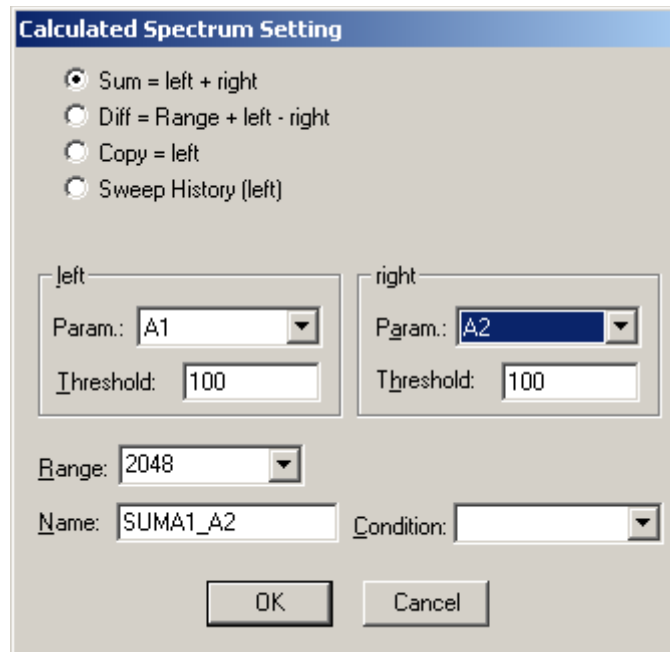 Calculated Spectrum Setting
Sum = left + right
Diff = Range + left - right
Copy = left
Sweep History (left)
left
right
Param.: A1
Param.: A2
Threshold: 100
Threshold: 100
Range: 2048
Name: SUMA1_A2
Condition:
OK
Cancel